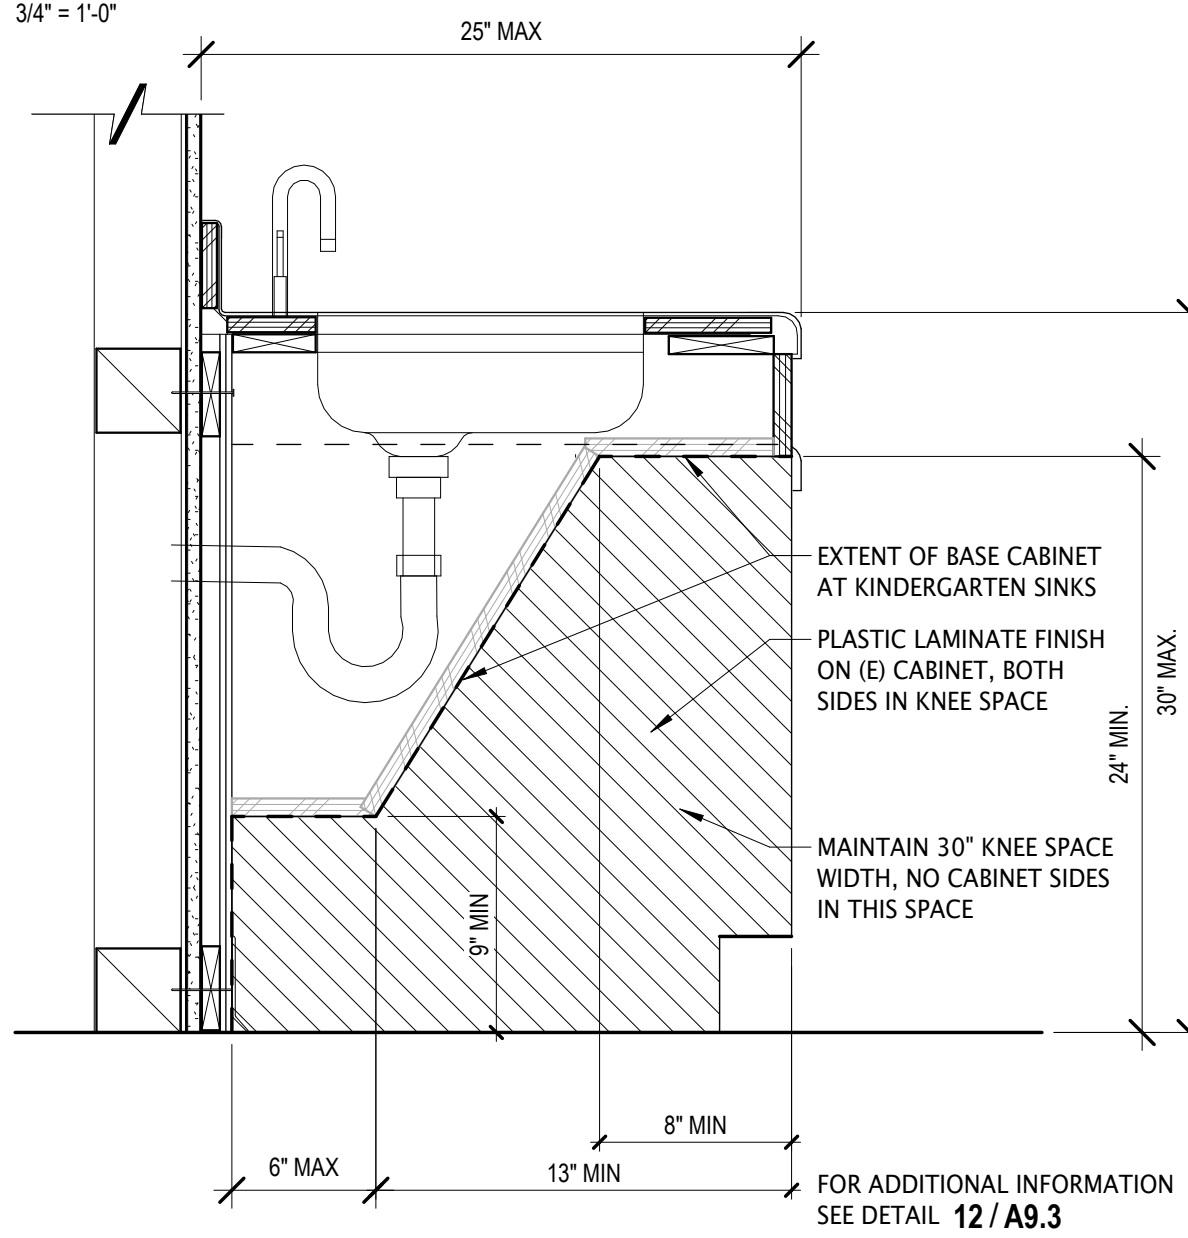 3/4" = 1'-0"
25" MAX
EXTENT OF BASE CABINET
AT KINDERGARTEN SINKS
PLASTIC LAMINATE FINISH
ON (E) CABINET, BOTH
SIDES IN KNEE SPACE
30" MAX.
24" MIN.
MAINTAIN 30" KNEE SPACE
WIDTH, NO CABINET SIDES
IN THIS SPACE
9" MIN
8" MIN
6" MAX
13" MIN
FOR ADDITIONAL INFORMATION
SEE DETAIL 12 / A9.3